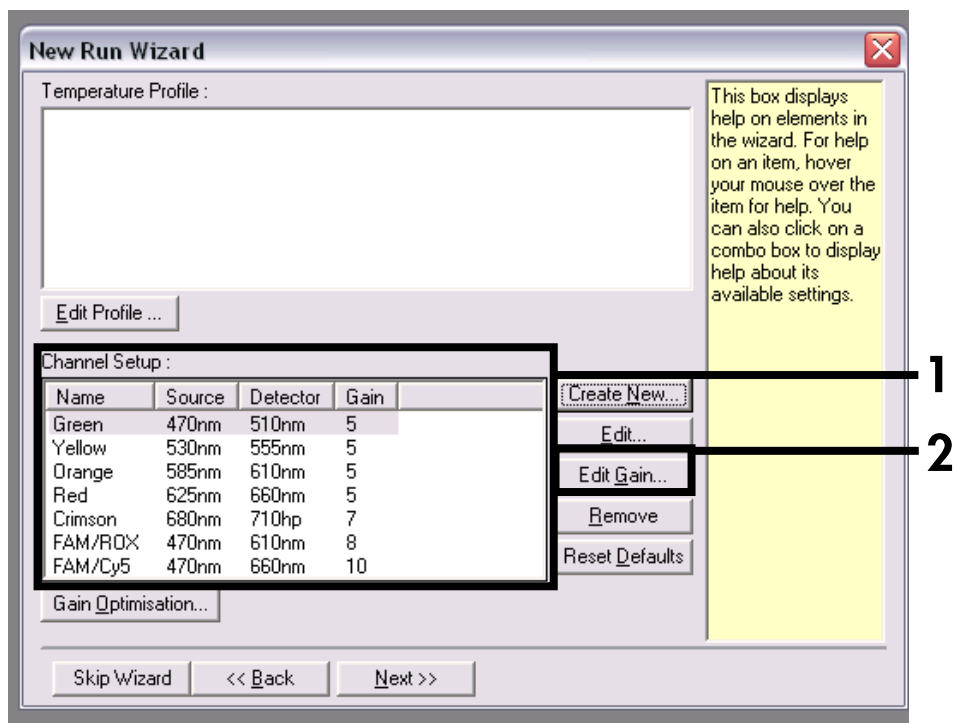 New Run Wizard
Temperature Profile :
Edit Profile ...
Channel Setup :
Name Source Detector Gain
Green 470nm 510nm 5
Yellow 530nm 555nm 5
Orange 585nm 610nm 5
Red 625nm 660nm 5
Crimson 680nm 710hp 7
FAM/ROX 470nm 610nm 8
FAM/Cy5 470nm 660nm 10
Create New...
Edit...
Edit Gain...
Remove
Reset Defaults
Gain Optimisation...
Skip Wizard
<< Back
Next >>
This box displays
help on elements in
the wizard. For help
on an item, hover
your mouse over the
item for help. You
can also click on a
combo box to display
help about its
available settings.
1
2